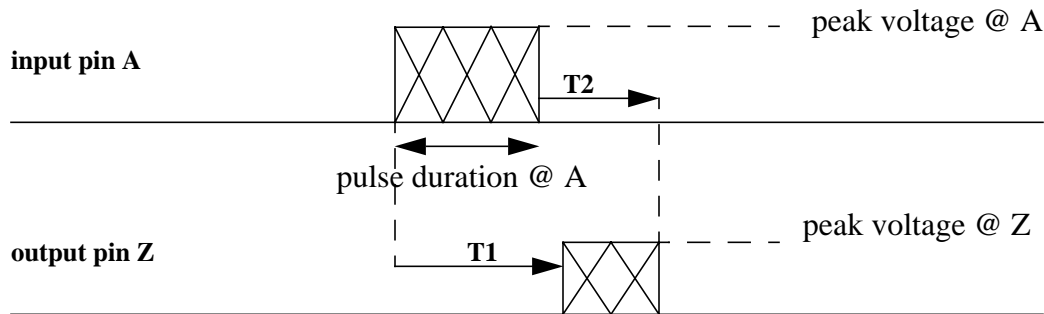 peak voltage @ A
input pin A
T2
pulse duration @ A
peak voltage @ Z
output pin Z
T1